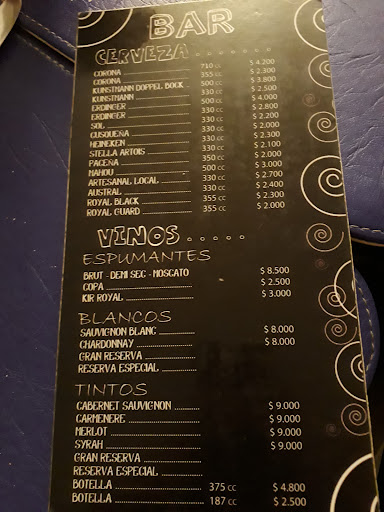 BAR
CERVEZA . . . . . . .
CORONA ............ 710 cc $ 4.200
CORONA ............ 355 cc $ 2.300
KUNSTMANN DOPPEL BOCK - 500 cc $ 3.800
KUNSTMANN ............ 330 cc $ 2.500
ERDINGER ............ 500 cc $ 4.000
ERDINGER ............ 330 cc $ 2.800
SOL ............ 330 cc $ 2.200
CUSQUEÑA ............ 330 cc $ 2.000
HEINEKEN ............ 330 cc $ 2.300
STELLA ARTOIS ............ 330 cc $ 2.100
PACEÑA ............ 350 cc $ 2.000
MAHOU ............ 500 cc $ 3.000
ARTESANAL LOCAL ............ 330 cc $ 2.700
AUSTRAL ............ 330 cc $ 2.400
ROYAL BLACK ............ 355 cc $ 2.300
ROYAL GUARD ............ 355 cc $ 2.000
VINOS . . . . .
ESPUMANTES
BRUT - DEMI SEC - MOSCATO $ 8.500
COPA ............ $ 2.500
KIR ROYAL ............ $ 3.000
BLANCOS
SAUVIGNON BLANC ............ $ 8.000
CHARDONNAY ............ $ 8.000
GRAN RESERVA ............
RESERVA ESPECIAL ............
TINTOS
CABERNET SAUVIGNON ............ $ 9.000
CARMENERE ............ $ 9.000
MERLOT ............ $ 9.000
SYRAH ............ $ 9.000
GRAN RESERVA ............
RESERVA ESPECIAL ............
BOTELLA ............ 375 cc $ 4.800
BOTELLA ............ 187 cc $ 2.500